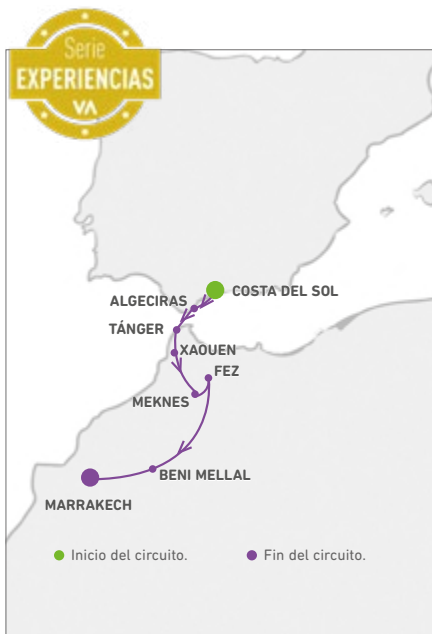 Serie
EXPERIENCIAS
VA
COSTA DEL SOL
ALGECIRAS
TÁNGER
XAOUEN
FEZ
MEKNES
BENI MELLAL
MARRAKECH
Inicio del circuito.
Fin del circuito.